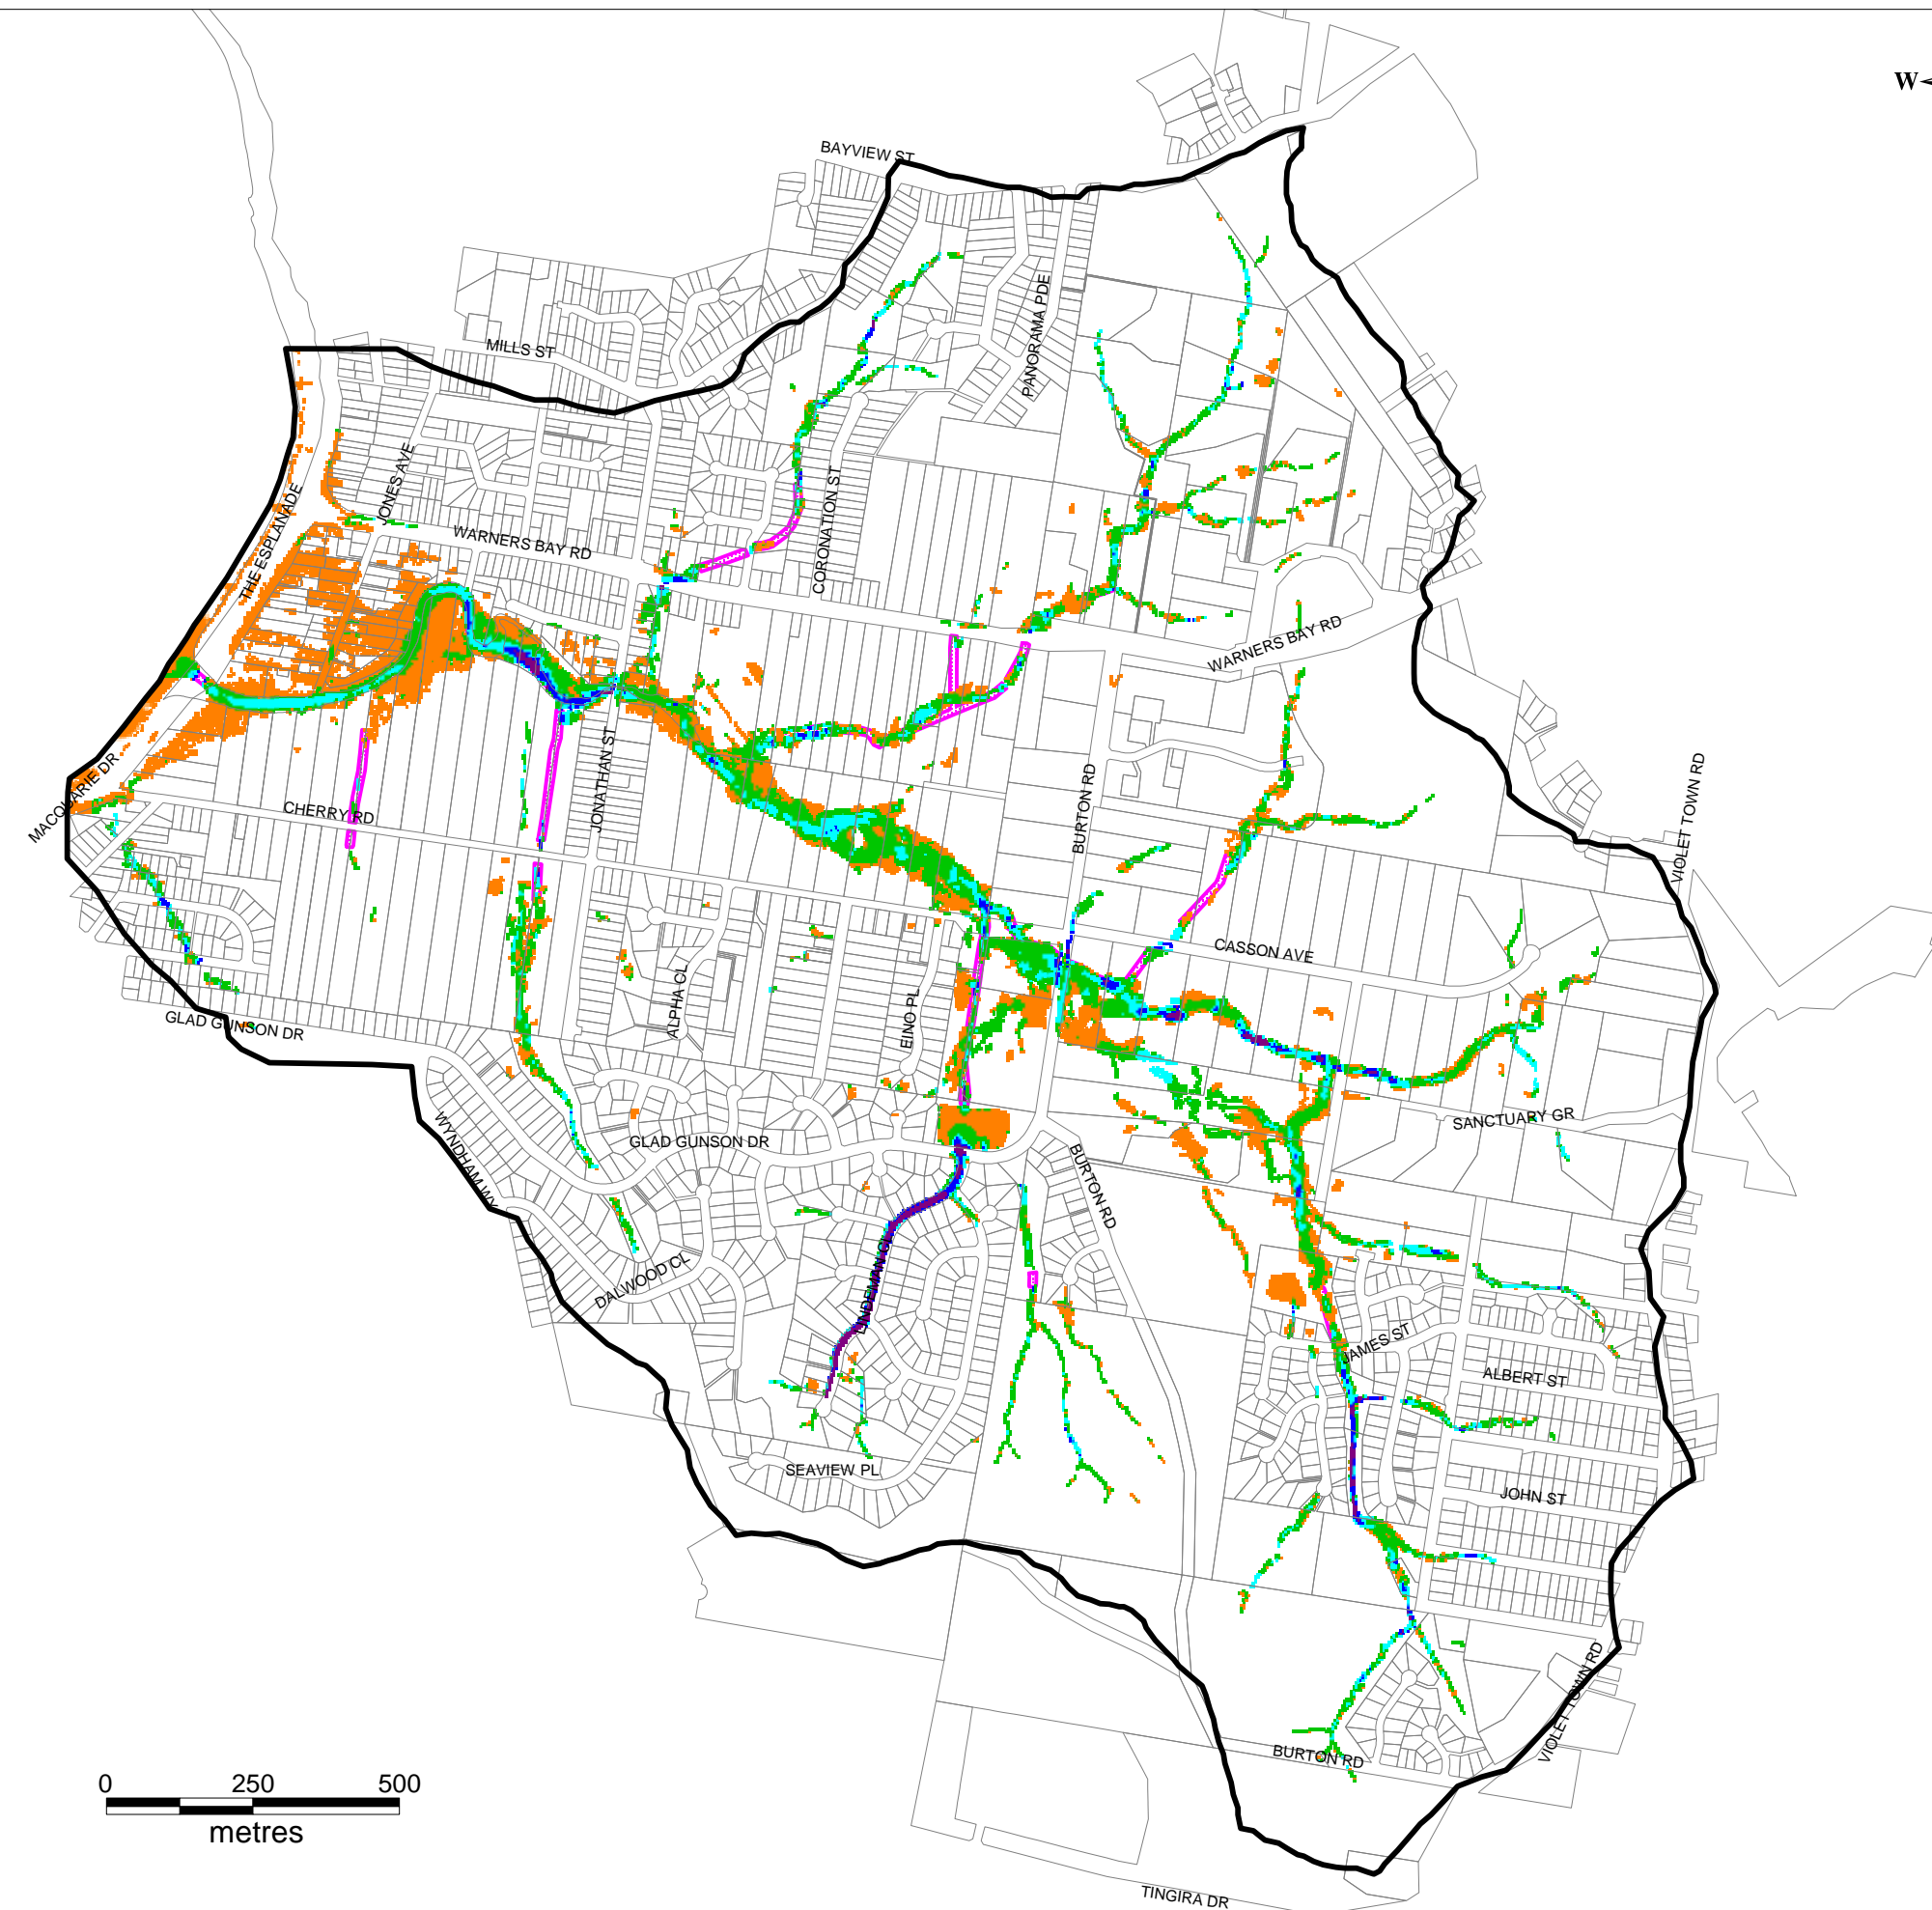 W
BAYVIEW ST
PANORAMA PDE
MILLS ST
JONES AVE
THE ESPLANADE
WARNERS BAY RD
CORONATION ST
WARNERS BAY RD
MACQUARIE DR
CHERRY RD
JONATHAN ST
BURTON RD
VIOLET TOWN RD
CASSON AVE
GLAD GUNSON DR
ALPHA CL
EINO PL
WYNDHAM WY
GLAD GUNSON DR
SANCTUARY GR
BURTON RD
DALWOOD CL
LINDEMAN CL
JAMES ST
ALBERT ST
SEAVIEW PL
JOHN ST
VIOLET TOWN RD
BURTON RD
0 250 500
metres
TINGIRA DR